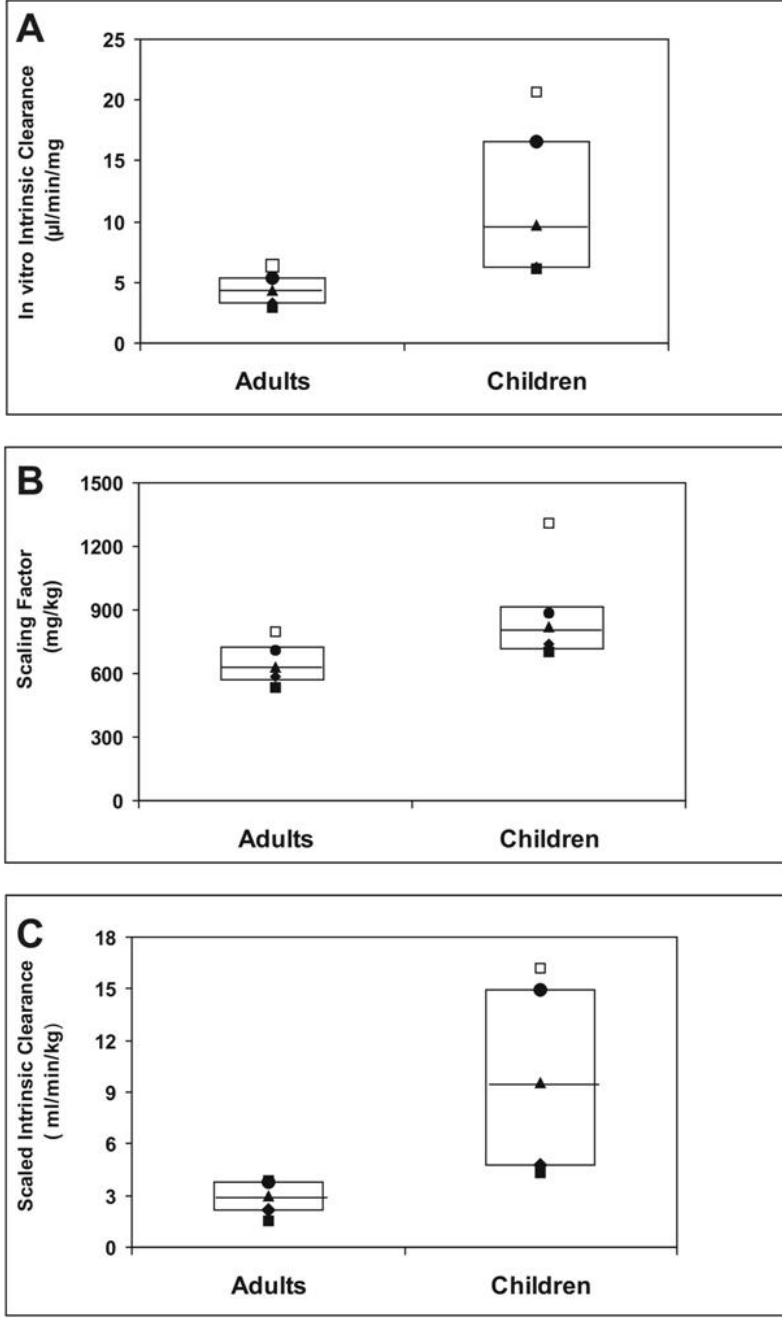 A
In vitro Intrinsic Clearance
(µl/min/mg
25
20
15
10
5
0
Adults
Children
B
Scaling Factor
(mg/kg)
1500
1200
900
600
300
0
Adults
Children
C
Scaled Intrinsic Clearance
( ml/min/kg)
18
15
12
9
6
3
0
Adults
Children